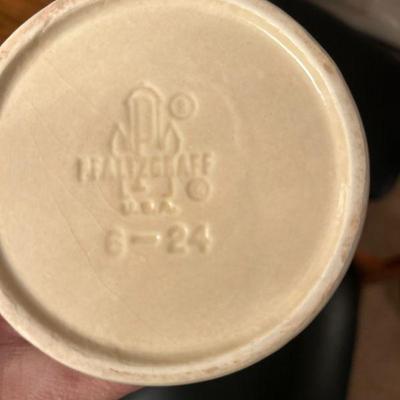 P ®
PFALTZGRAFF
©
U.S.A.
6-24